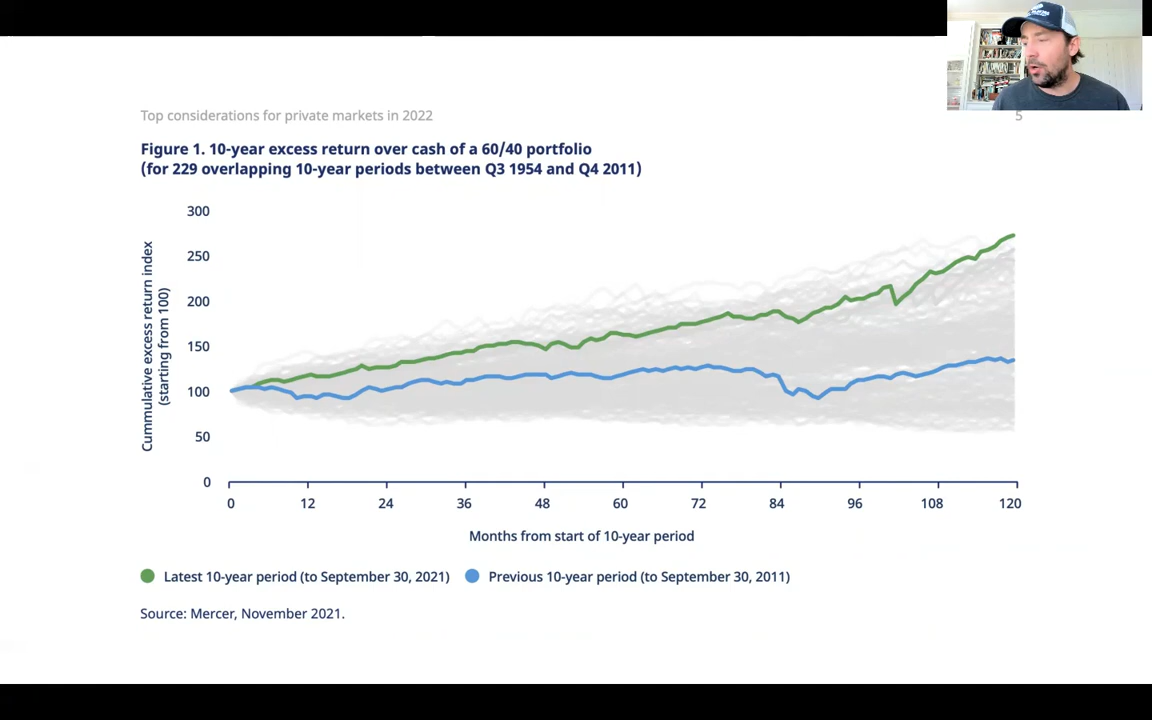 Top considerations for private markets in 2022
5
Figure 1. 10-year excess return over cash of a 60/40 portfolio
(for 229 overlapping 10-year periods between Q3 1954 and Q4 2011)
Cummulative excess return index
(starting from 100)
300
250
200
150
100
50
0
0 12 24 36 48 60 72 84 96 108 120
Months from start of 10-year period
Latest 10-year period (to September 30, 2021) Previous 10-year period (to September 30, 2011)
Source: Mercer, November 2021.